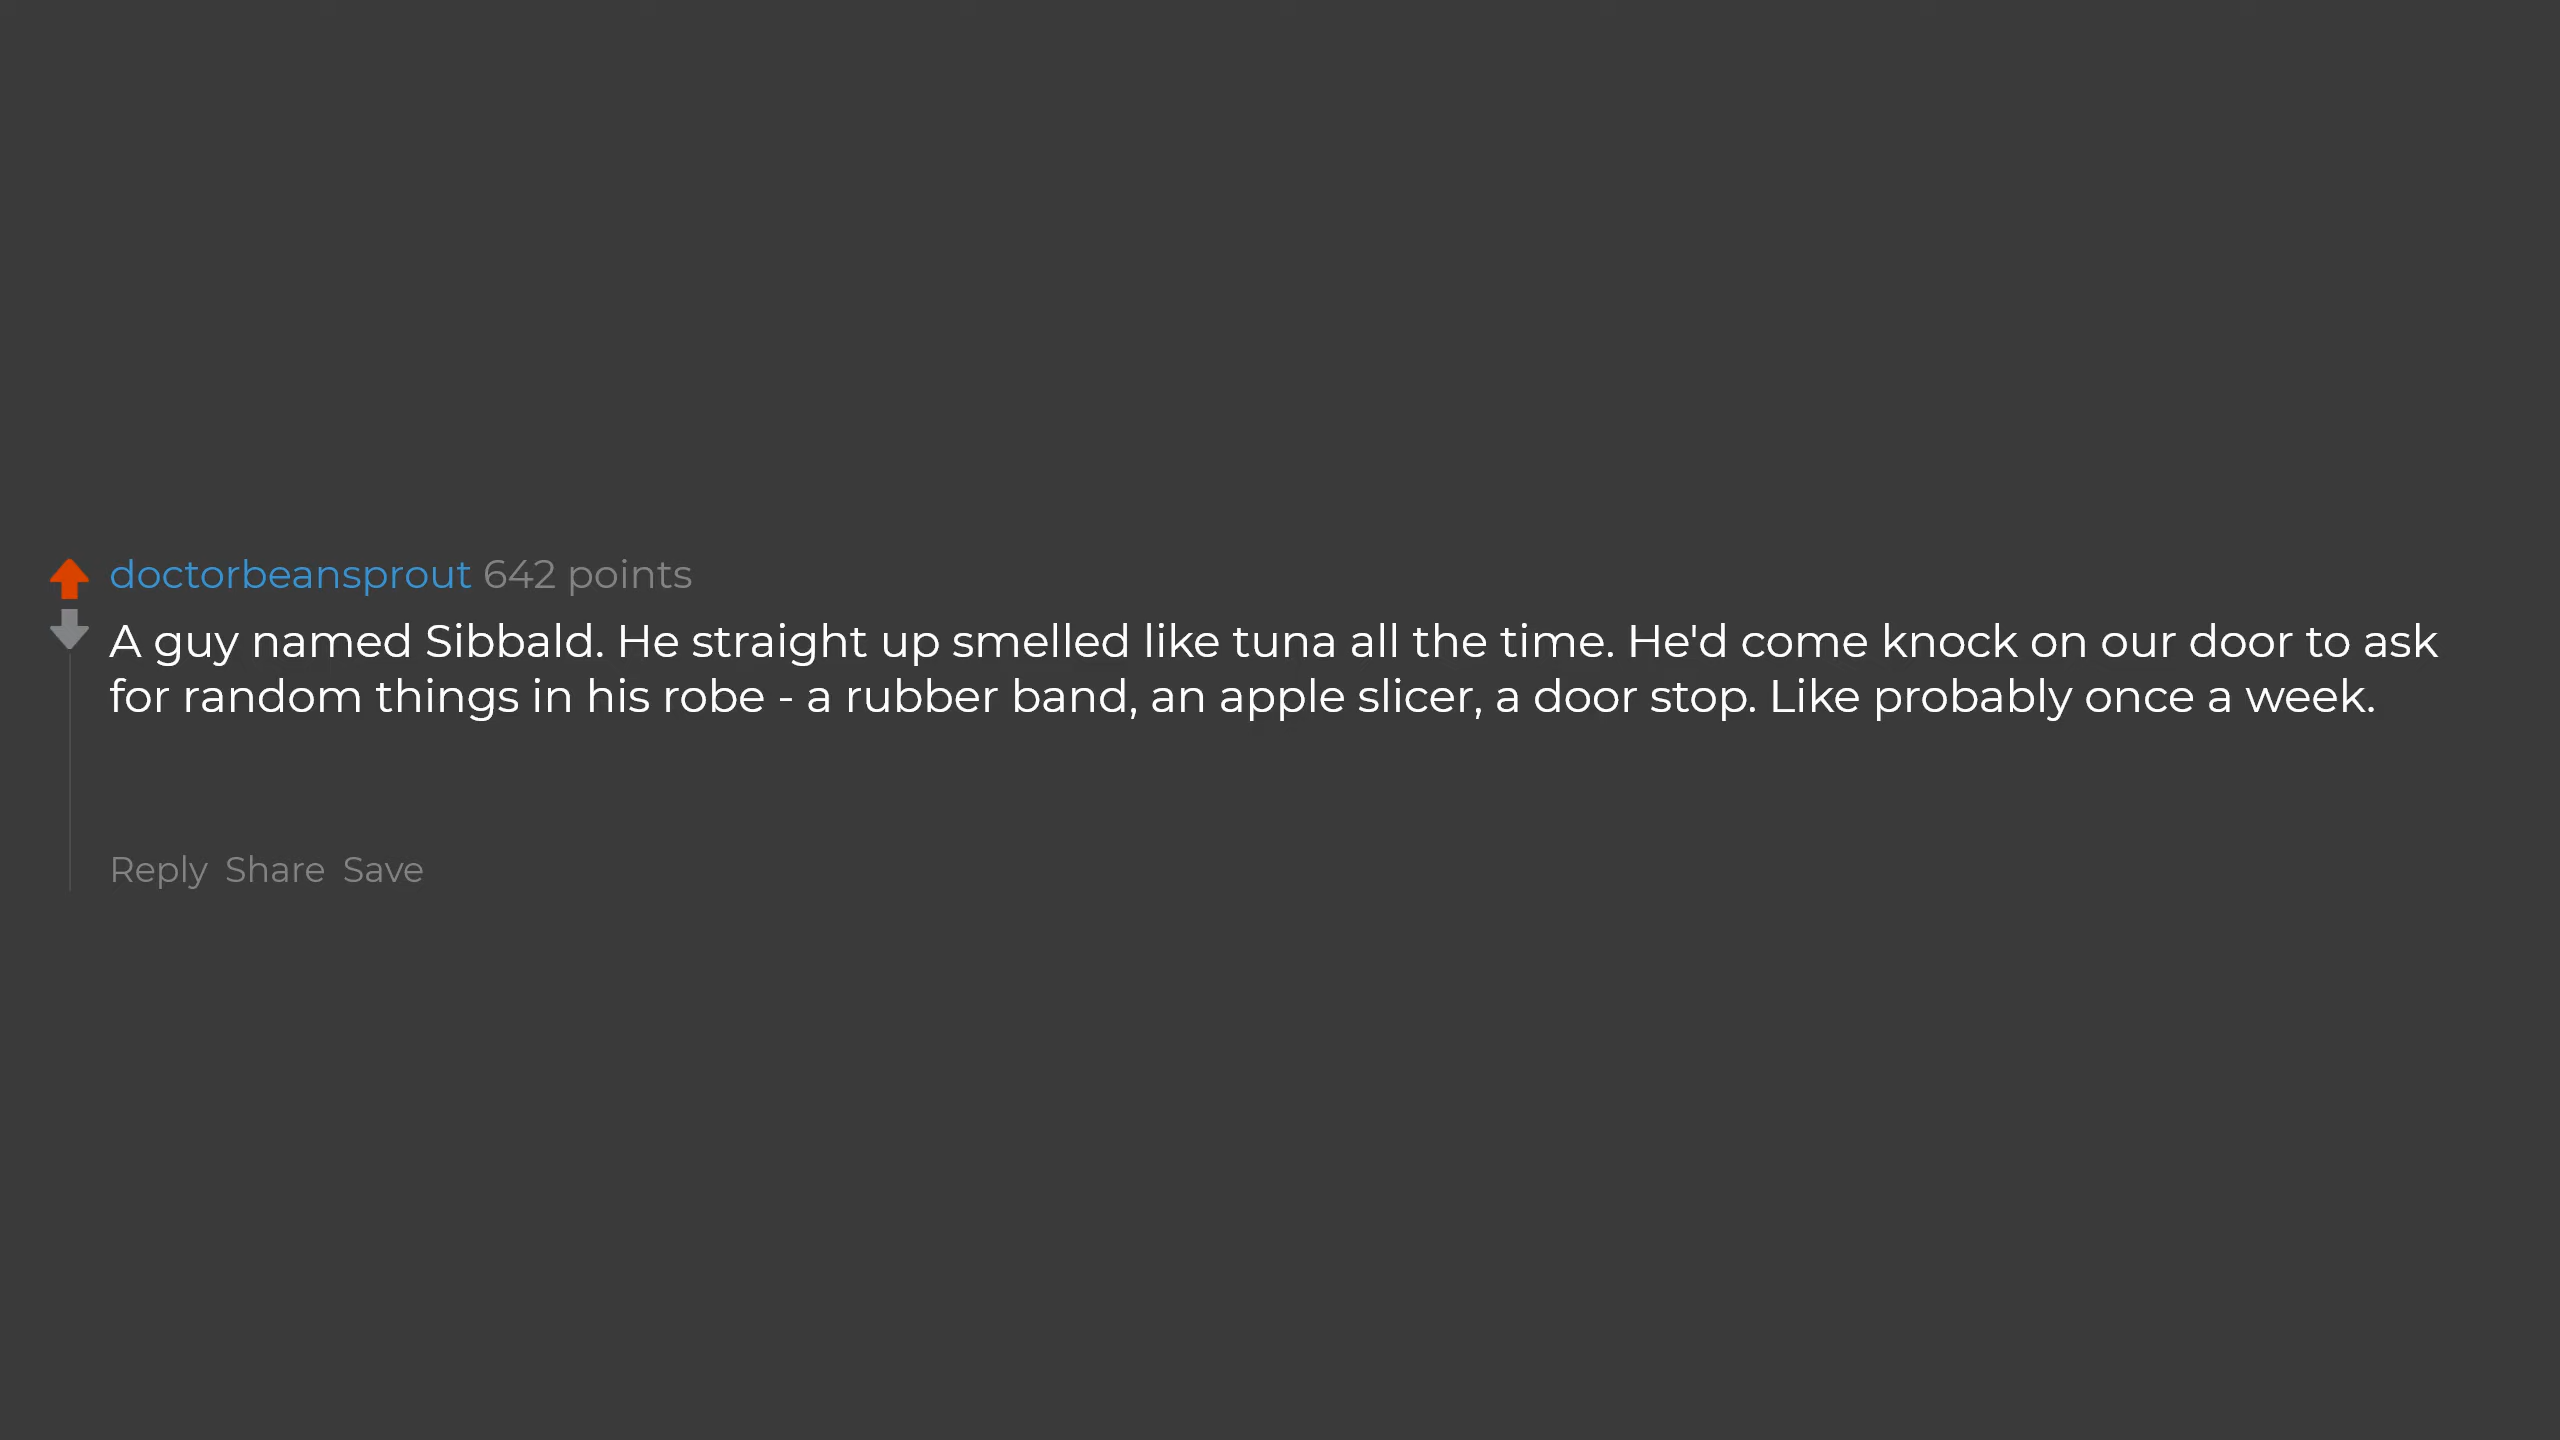 doctorbeansprout 642 points
A guy named Sibbald. He straight up smelled like tuna all the time. He'd come knock on our door to ask
for random things in his robe - a rubber band, an apple slicer, a door stop. Like probably once a week.
Reply Share Save